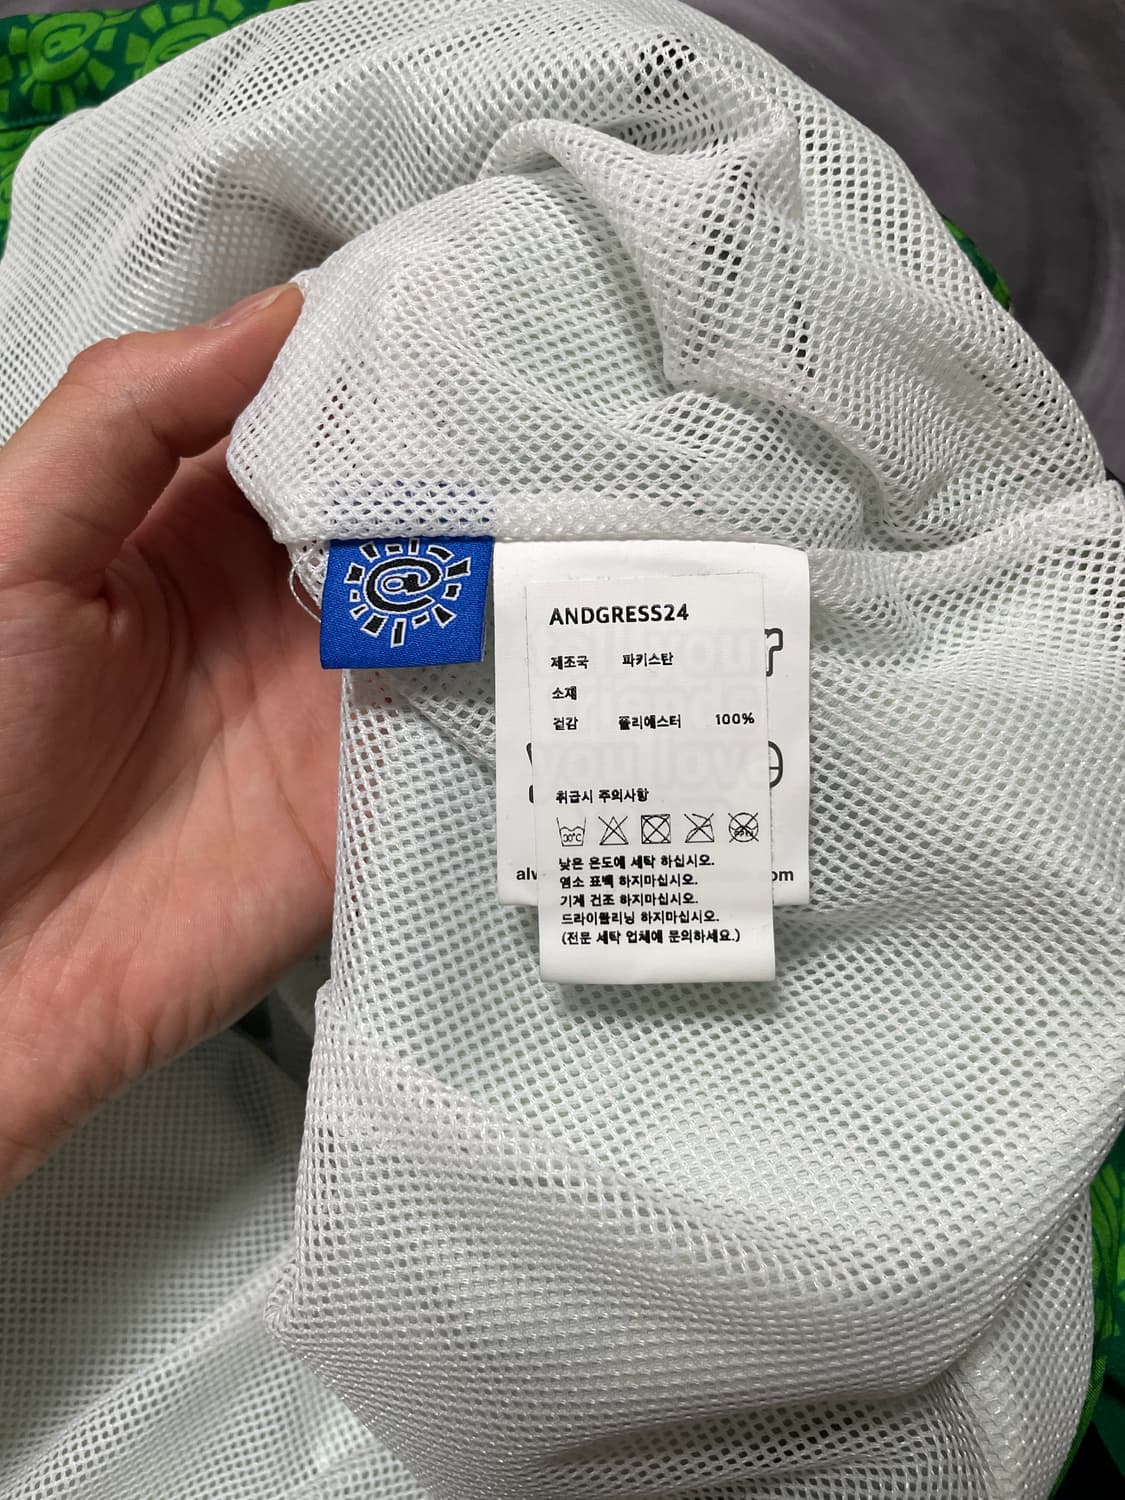 ANDGRESS24
제조국 파키스탄
소재
겉감 폴리에스터 100%
you love
취급시 주의사항
30℃
낮은 온도에 세탁 하십시오.
염소 표백 하지마십시오.
기계 건조 하지마십시오.
드라이클리닝 하지마십시오.
(전문 세탁 업체에 문의하세요.)